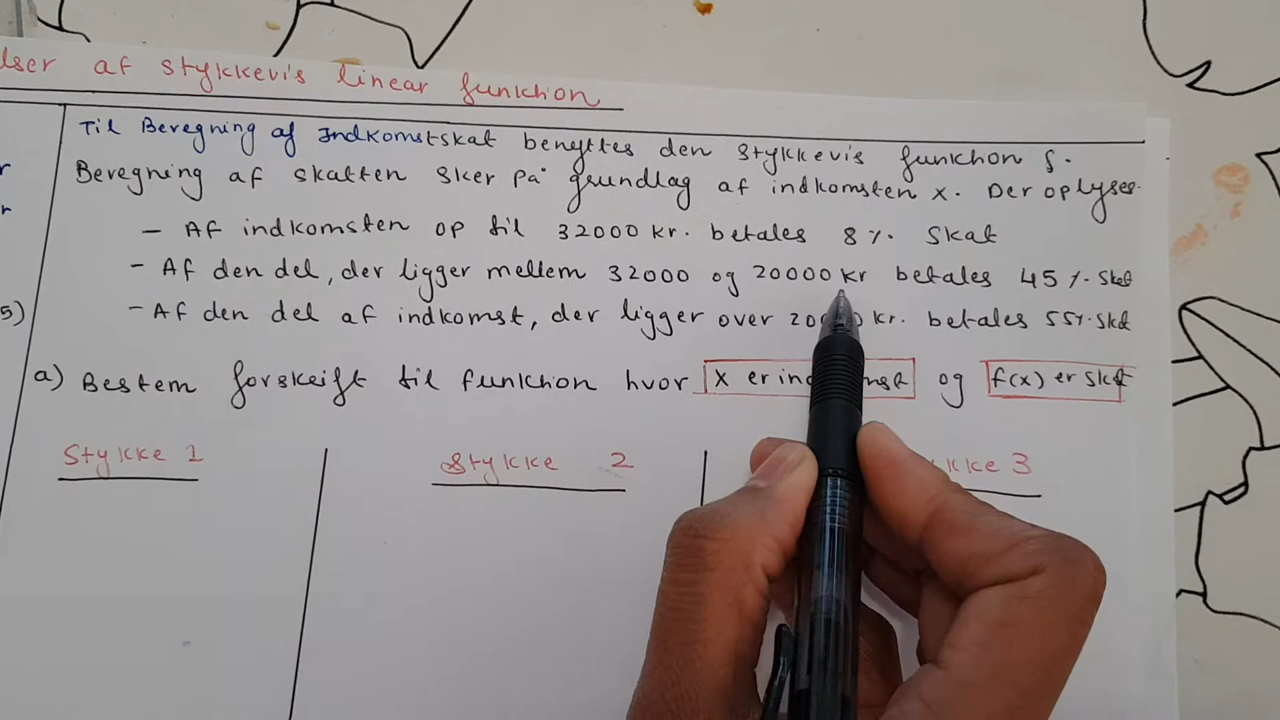 af stykkevis linear funktion
Til Beregning af Indkomstskat benyttes den stykkevis funktion f.
Beregning af skatten sker på grundlag af indkomsten x. Der oplyses
- Af indkomsten op til 32000 kr. betales 8 %. Skat
- Af den del, der ligger mellem 32000 og 20000 kr betales 45 %. Skat
5)
- Af den del af indkomst, der ligger over kr. betales 55%. Skat
a) Bestem forskeift til funktion hvor x er og f(x) er skat
Stykke 1 Stykke 2 3